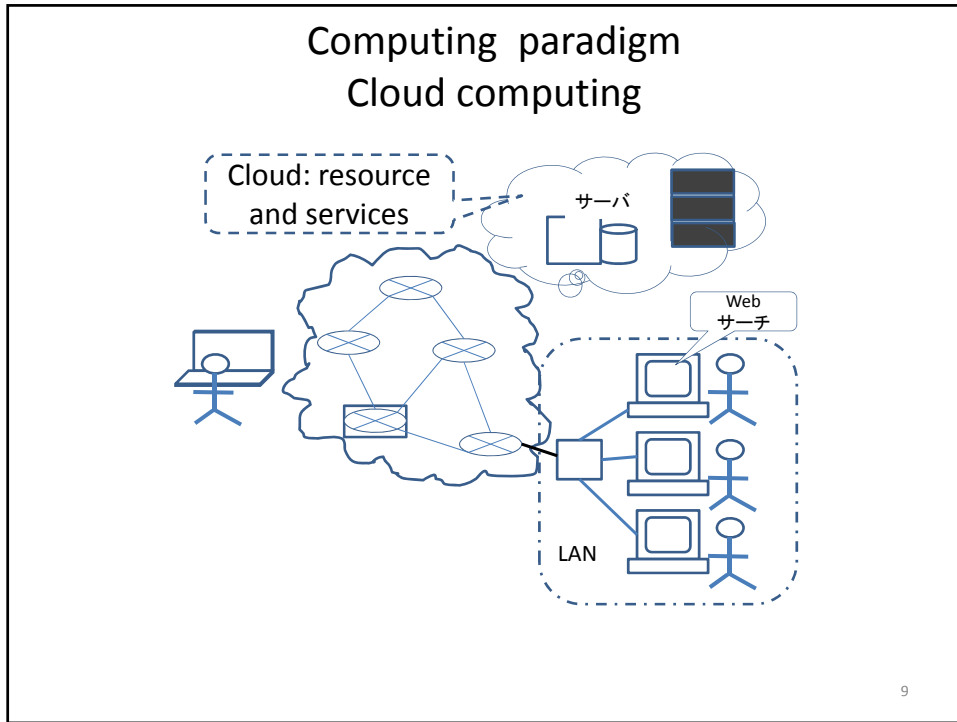 Computing paradigm
Cloud computing
Cloud: resource
and services
サーバ
Web
サーチ
LAN
9